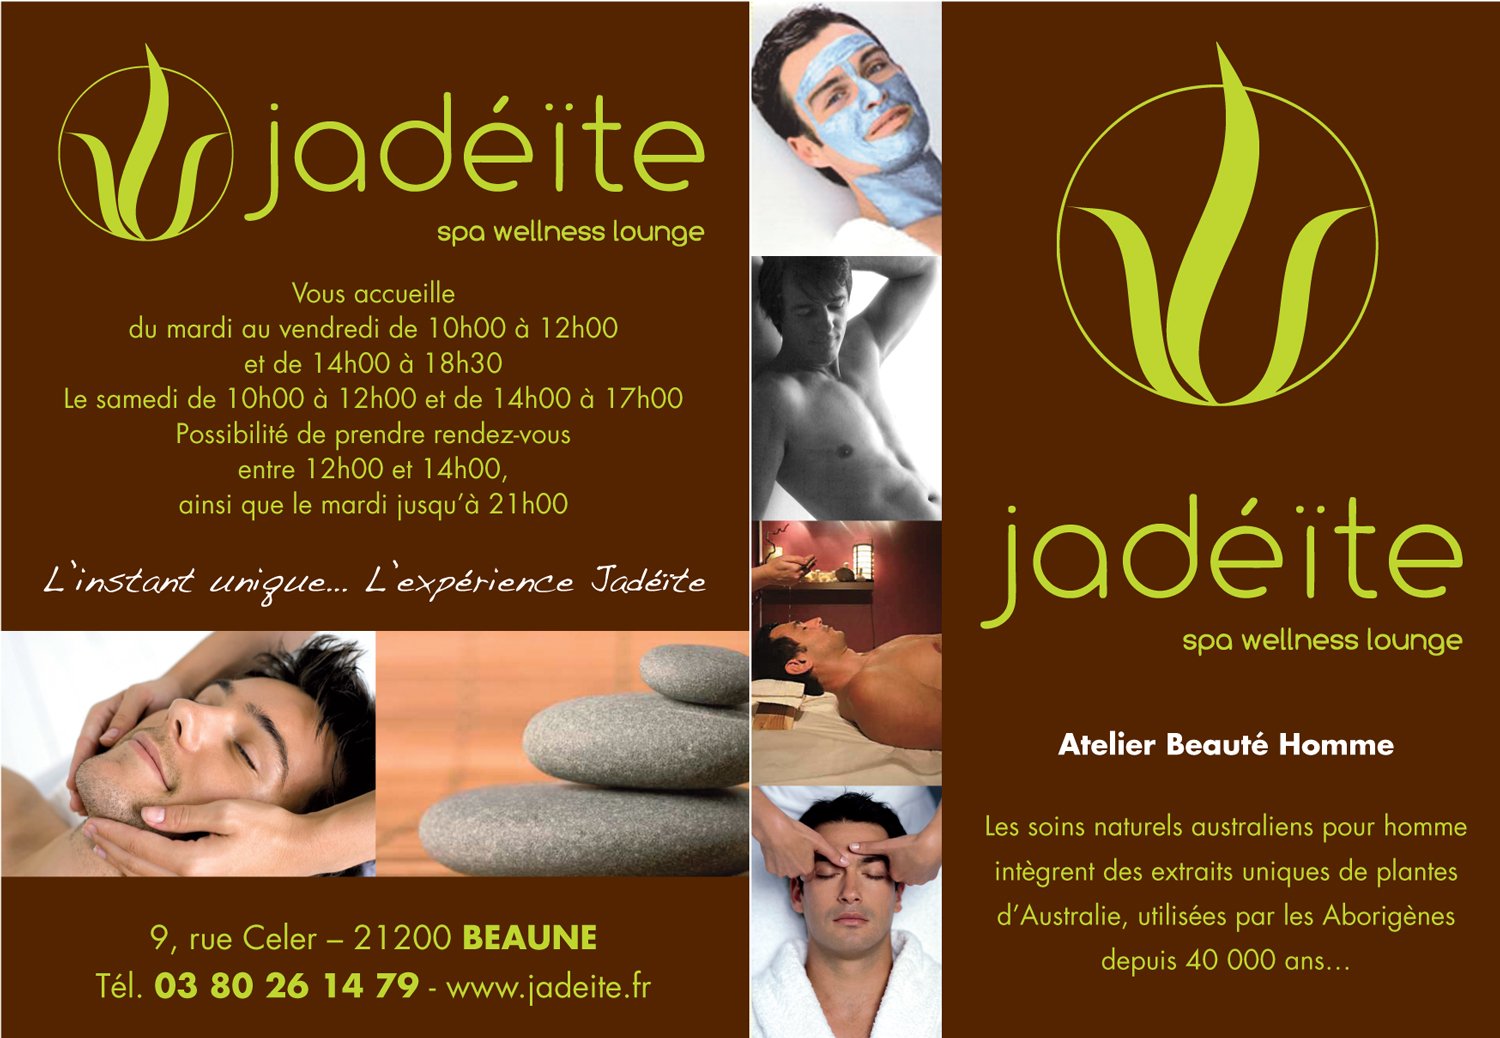 jadéïte
spa wellness lounge
Vous accueille
du mardi au vendredi de 10h00 à 12h00
et de 14h00 à 18h30
Le samedi de 10h00 à 12h00 et de 14h00 à 17h00
Possibilité de prendre rendez-vous
entre 12h00 et 14h00,
ainsi que le mardi jusqu'à 21h00
L'instant unique... L'expérience Jadéïte
9, rue Celer – 21200 BEAUNE
Tél. 03 80 26 14 79 - www.jadeite.fr
jadéïte
spa wellness lounge
Atelier Beauté Homme
Les soins naturels australiens pour homme
intègrent des extraits uniques de plantes
d'Australie, utilisées par les Aborigènes
depuis 40 000 ans...